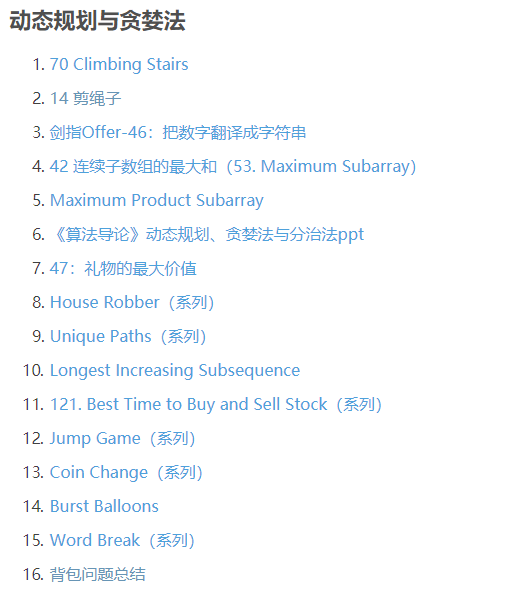 动态规划与贪婪法
1. 70 Climbing Stairs
2. 14 剪绳子
3. 剑指Offer-46：把数字翻译成字符串
4. 42 连续子数组的最大和（53. Maximum Subarray）
5. Maximum Product Subarray
6. 《算法导论》动态规划、贪婪法与分治法ppt
7. 47：礼物的最大价值
8. House Robber（系列）
9. Unique Paths（系列）
10. Longest Increasing Subsequence
11. 121. Best Time to Buy and Sell Stock（系列）
12. Jump Game（系列）
13. Coin Change（系列）
14. Burst Balloons
15. Word Break（系列）
16. 背包问题总结